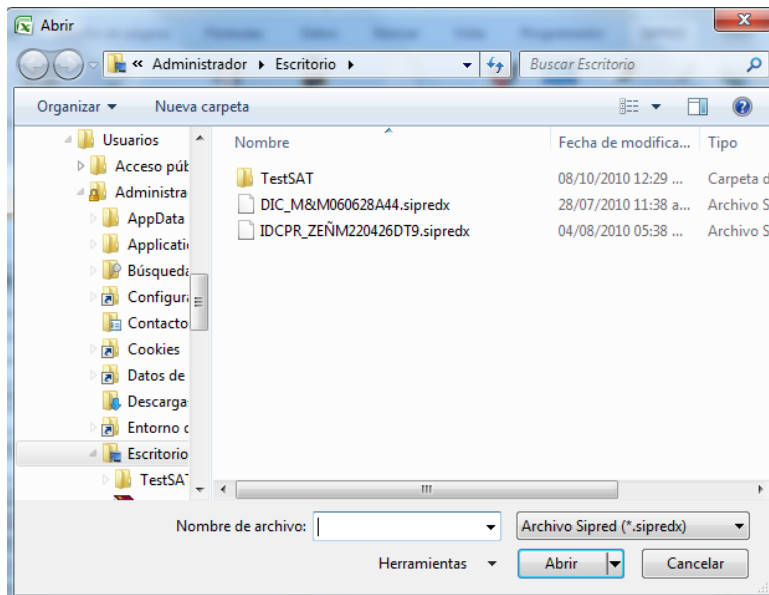 Abrir
« Administrador ▸ Escritorio ▸
Buscar Escritorio
Organizar
Nueva carpeta
Usuarios
Acceso púb
Administra
AppData
Applicati
Búsqueda
Configur
Contacto
Cookies
Datos de
Descarga
Entorno
Escritorio
TestSAT
Nombre
Fecha de modifica...
Tipo
TestSAT
08/10/2010 12:29 ...
Carpeta d
DIC_M&M060628A44.sipredx
28/07/2010 11:38 a...
Archivo S
IDCPR_ZEÑM220426DT9.sipredx
04/08/2010 05:38 ...
Archivo S
Nombre de archivo:
Archivo Sipred (*.sipredx)
Herramientas
Abrir
Cancelar